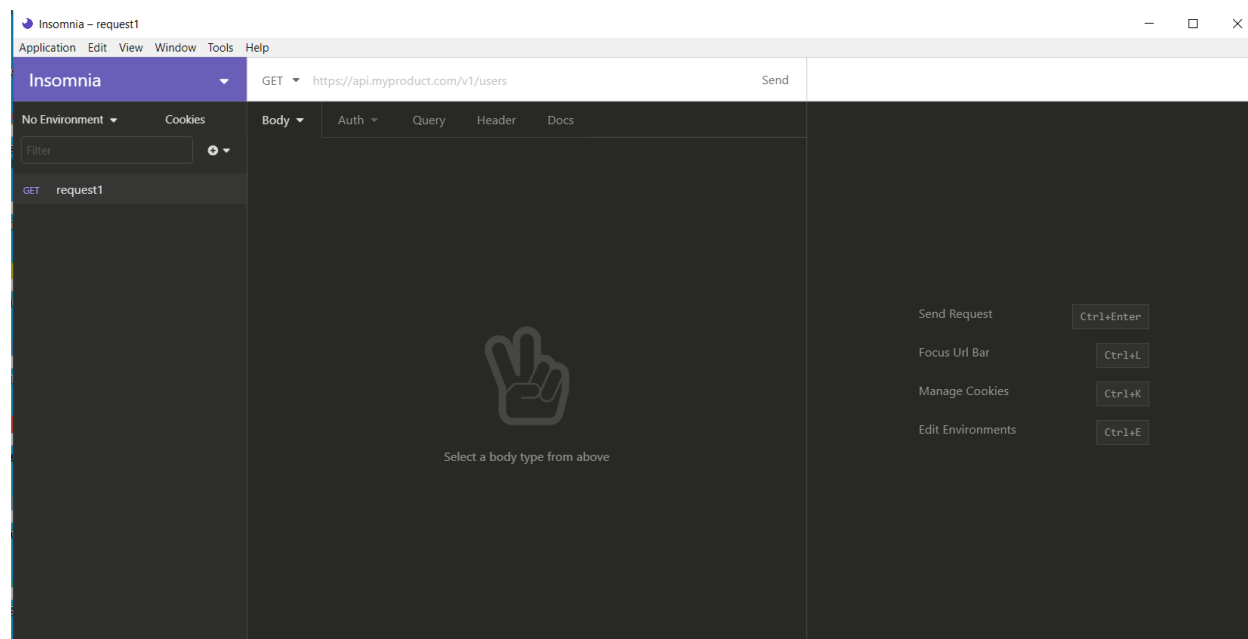 Insomnia – request1
Application Edit View Window Tools Help
Insomnia
GET https://api.myproduct.com/v1/users Send
No Environment Cookies
Body Auth Query Header Docs
Filter
GET request1
Send Request Ctrl+Enter
Focus Url Bar Ctrl+L
Manage Cookies Ctrl+K
Edit Environments Ctrl+E
Select a body type from above